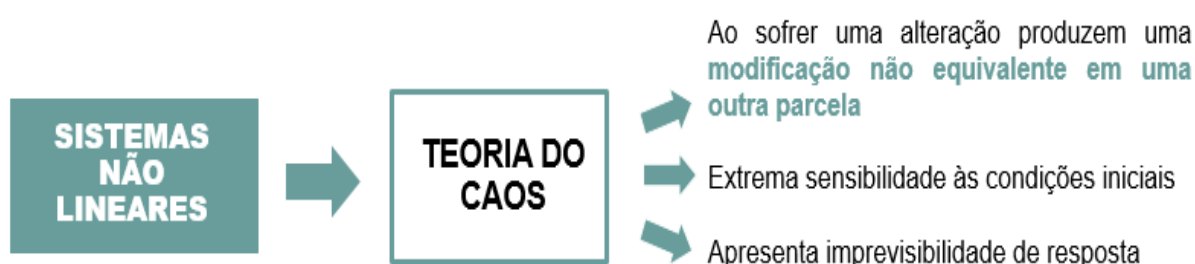 SISTEMAS
NÃO
LINEARES
TEORIA DO
CAOS
Ao sofrer uma alteração produzem uma
modificação não equivalente em uma
outra parcela
Extrema sensibilidade às condições iniciais
Apresenta imprevisibilidade de resposta